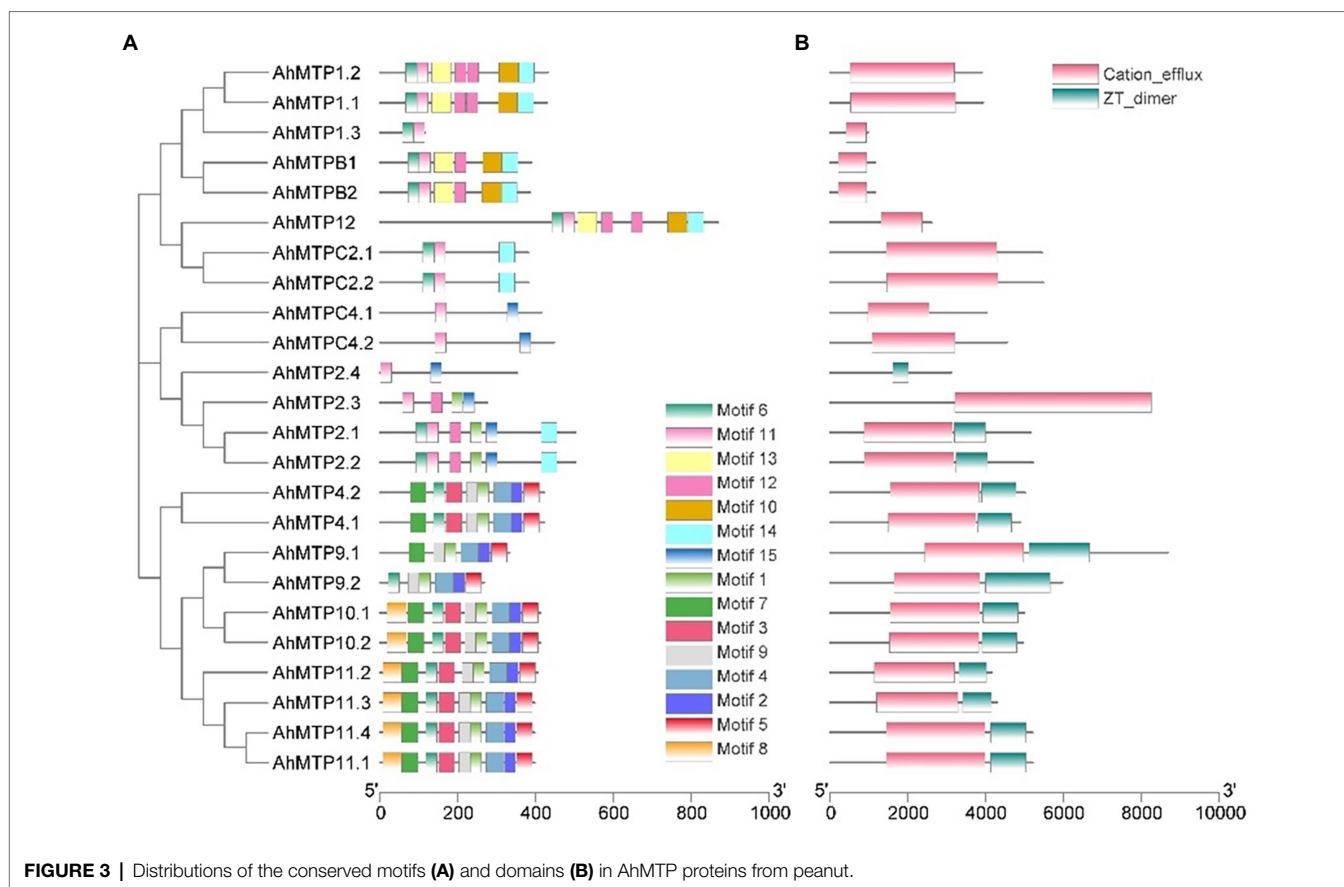 A
B
AhMTP1.2
AhMTP1.1
AhMTP1.3
AhMTPB1
AhMTPB2
AhMTP12
AhMTPC2.1
AhMTPC2.2
AhMTPC4.1
AhMTPC4.2
AhMTP2.4
AhMTP2.3
AhMTP2.1
AhMTP2.2
AhMTP4.2
AhMTP4.1
AhMTP9.1
AhMTP9.2
AhMTP10.1
AhMTP10.2
AhMTP11.2
AhMTP11.3
AhMTP11.4
AhMTP11.1
Motif 6
Motif 11
Motif 13
Motif 12
Motif 10
Motif 14
Motif 15
Motif 1
Motif 7
Motif 3
Motif 9
Motif 4
Motif 2
Motif 5
Motif 8
5' 3'
0 200 400 600 800 1000
Cation_efflux
ZT_dimer
5' 3'
0 2000 4000 6000 8000 10000
FIGURE 3 | Distributions of the conserved motifs (A) and domains (B) in AhMTP proteins from peanut.